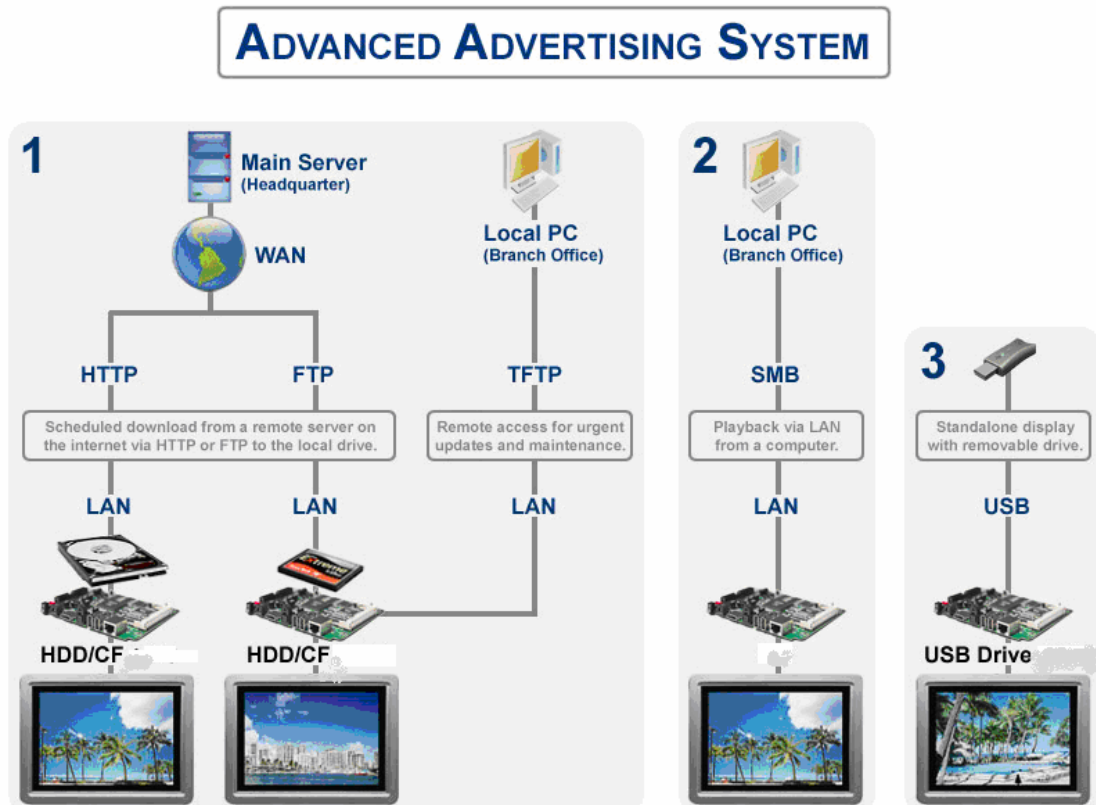 ADVANCED ADVERTISING SYSTEM
1
Main Server
(Headquarter)
WAN
Local PC
(Branch Office)
HTTP
FTP
TFTP
Scheduled download from a remote server on
the internet via HTTP or FTP to the local drive.
Remote access for urgent
updates and maintenance.
LAN
LAN
LAN
Extreme
HDD/CF
HDD/CF
2
Local PC
(Branch Office)
SMB
Playback via LAN
from a computer.
LAN
3
Standalone display
with removable drive.
USB
USB Drive